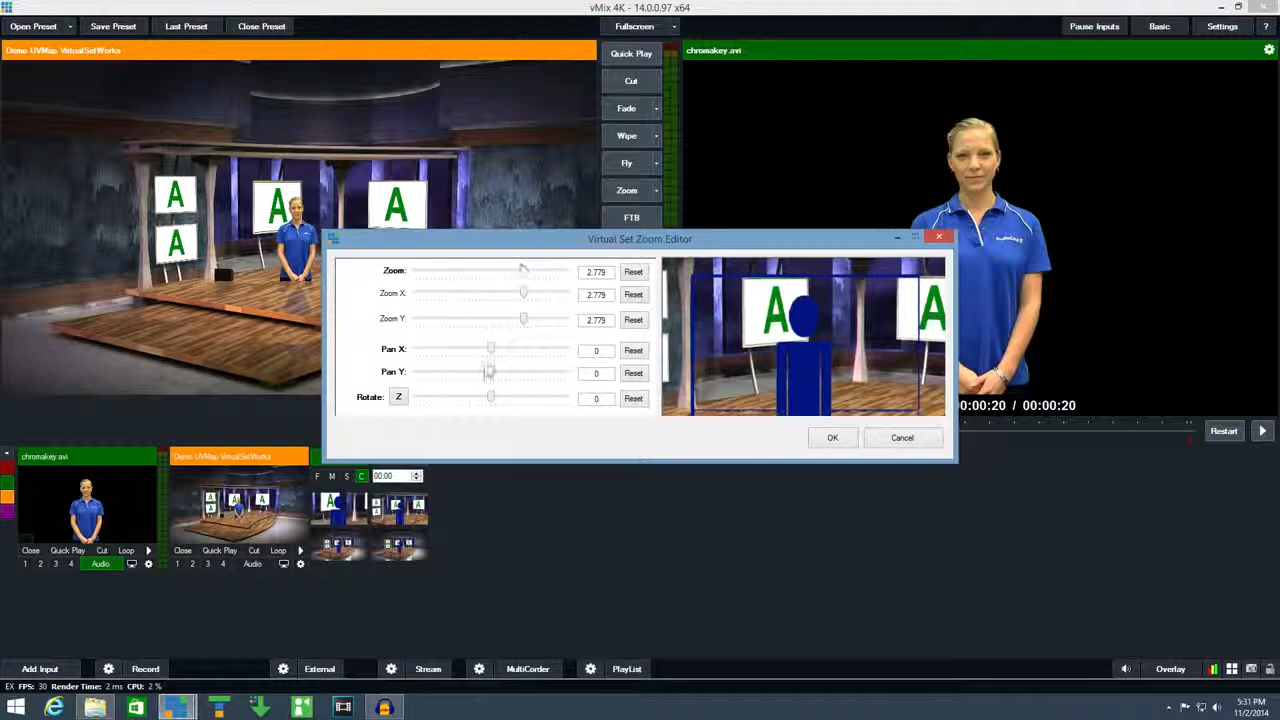 vMix 4K - 14.0.0.97 x64
Open Preset Save Preset Last Preset Close Preset Fullscreen Pause Inputs Basic Settings ?
Demo UVMap VirtualSetWorks
Quick Play
Cut
Fade
Wipe
Fly
Zoom
FTB
chromakey.avi
A A A
A
Virtual Set Zoom Editor
Zoom: 2.779 Reset
Zoom X: 2.779 Reset
Zoom Y: 2.779 Reset
Pan X: 0 Reset
Pan Y: 0 Reset
Rotate: Z 0 Reset
A A
OK Cancel
00:00:20 / 00:00:20
Restart
chromakey.avi
Close Quick Play Cut Loop
1 2 3 4 Audio
Demo UVMap VirtualSetWorks
Close Quick Play Cut Loop
1 2 3 4 Audio
F M S C 00:00
Add Input Record External Stream MultiCorder PlayList Overlay
EX FPS: 30 Render Time: 2 ms CPU: 2 %
5:31 PM
11/2/2014